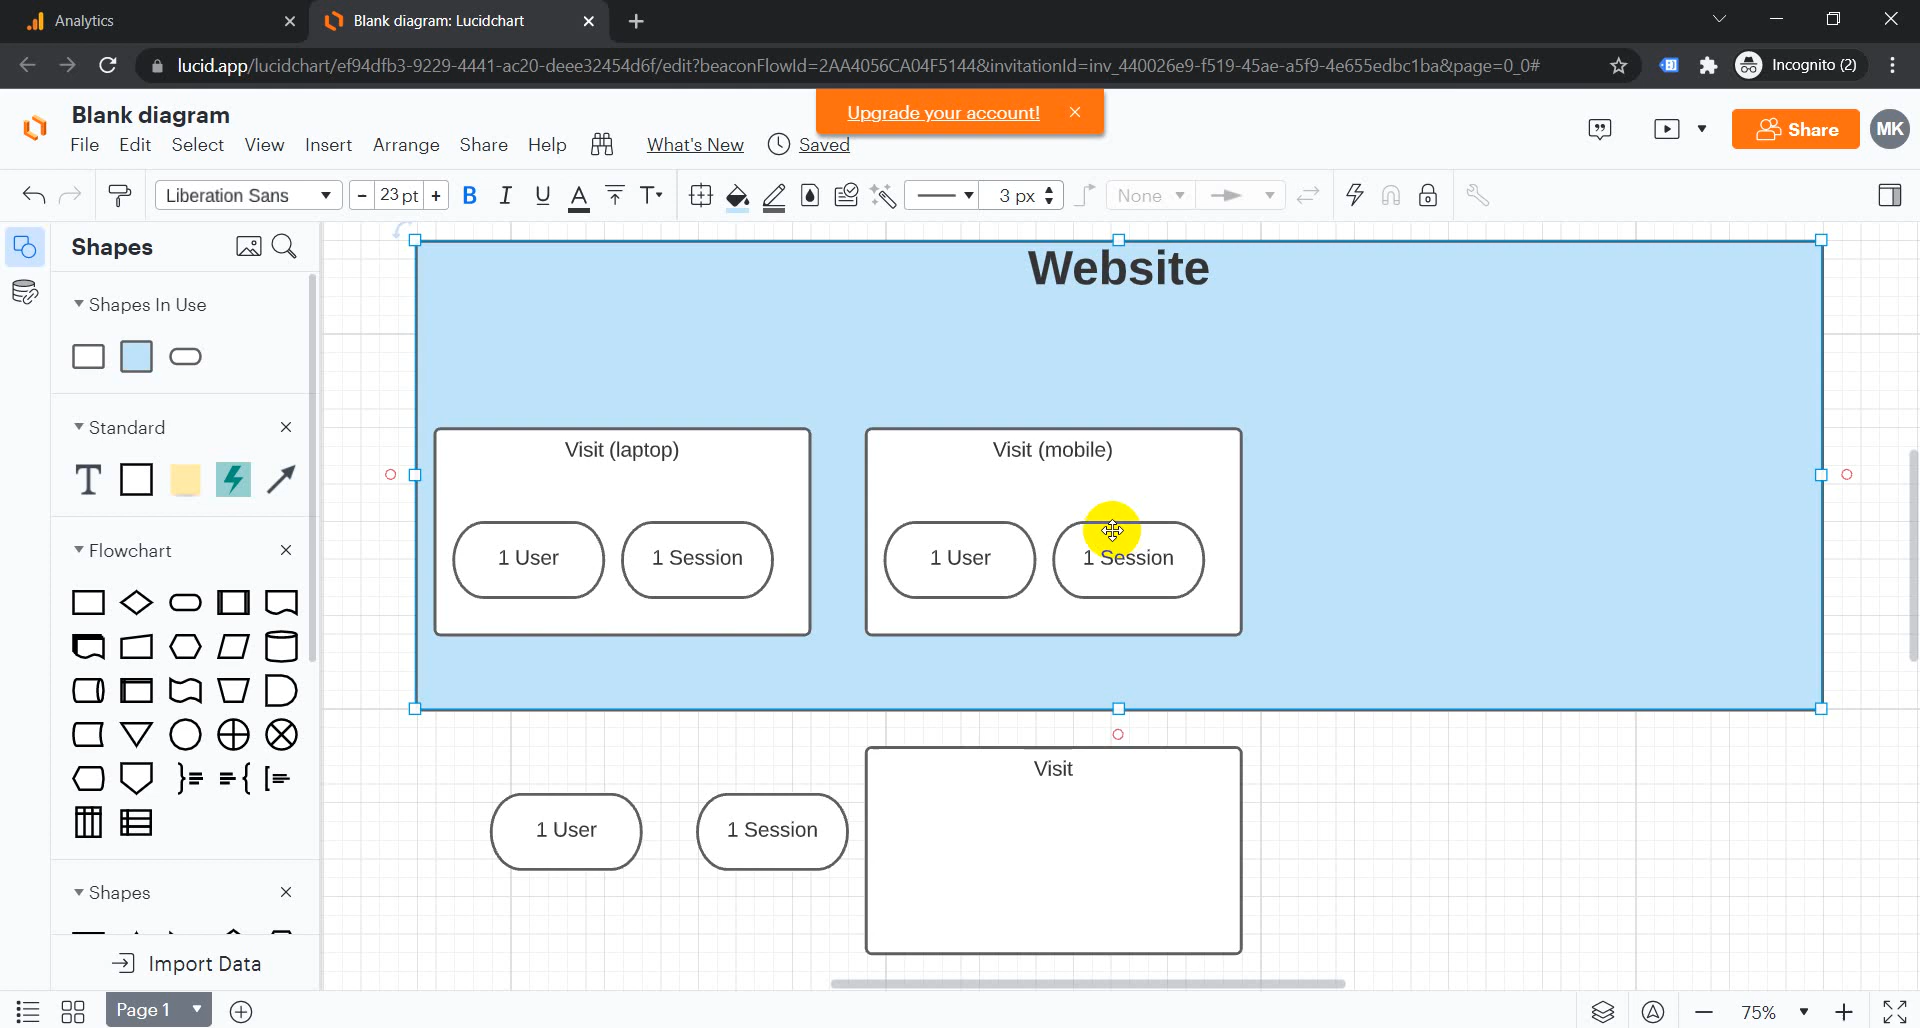 Analytics
Blank diagram: Lucidchart
lucid.app/lucidchart/ef94dfb3-9229-4441-ac20-deee32454d6f/edit?beaconFlowId=2AA4056CA04F5144&invitationId=inv_440026e9-f519-45ae-a5f9-4e655edbc1ba&page=0_0#
Incognito (2)
Blank diagram
Upgrade your account!
File Edit Select View Insert Arrange Share Help What's New Saved
Share
MK
Liberation Sans
- 23 pt +
B I U A T
3 px
None
Shapes
Website
Shapes In Use
Standard
T
Visit (laptop)
Visit (mobile)
Flowchart
1 User
1 Session
1 User
1 Session
Visit
1 User
1 Session
Shapes
Import Data
Page 1
75%